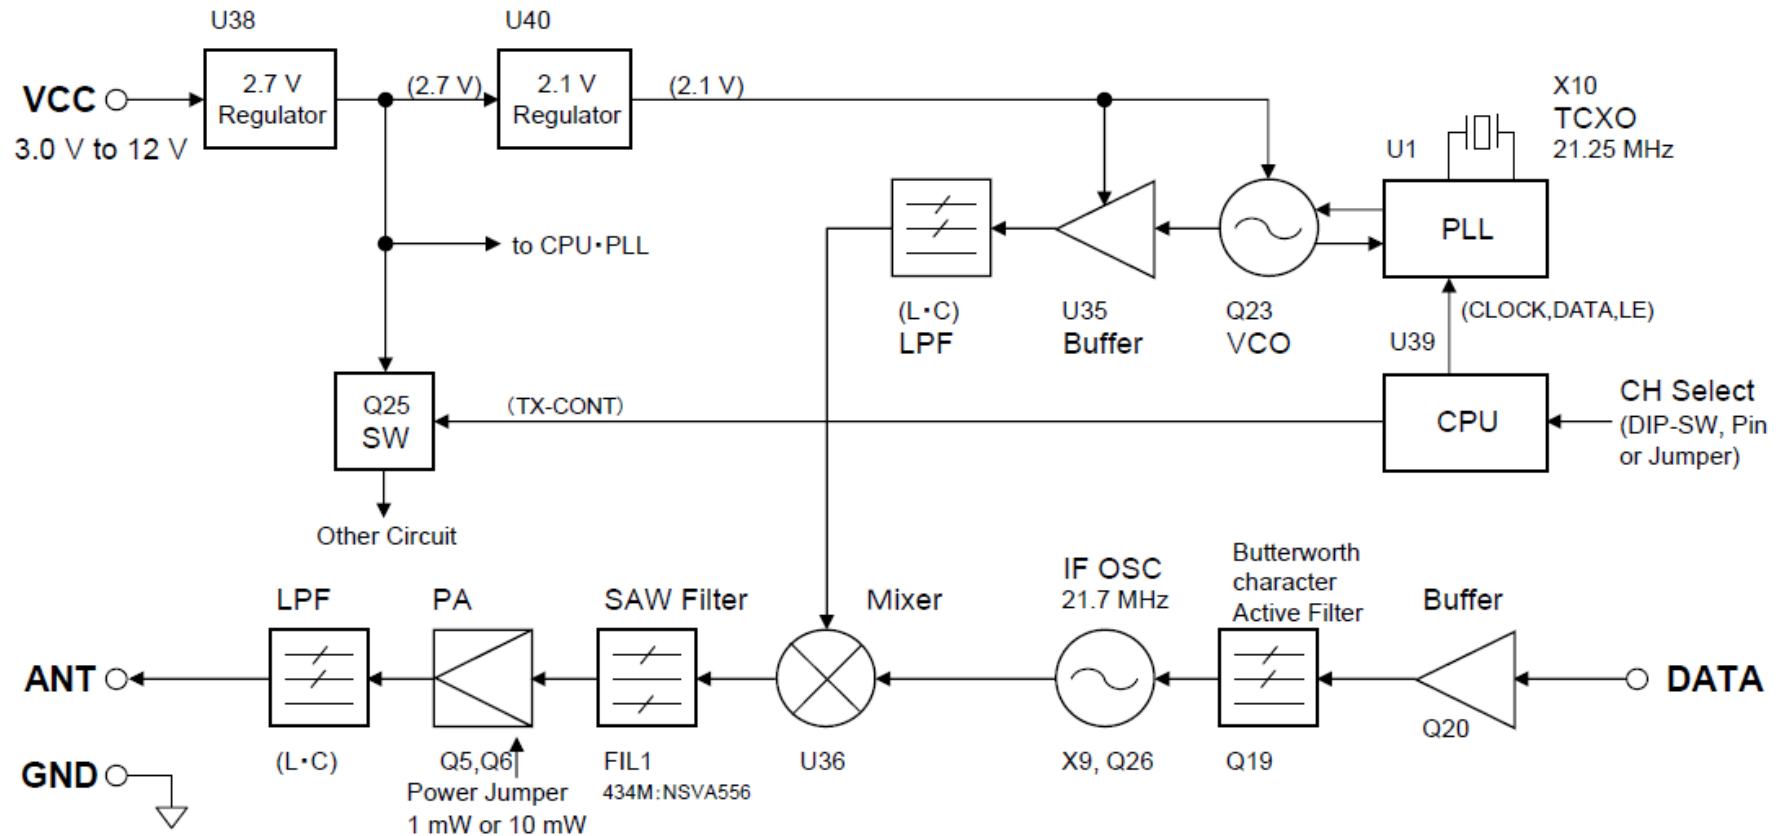 U38
U40
VCC
3.0 V to 12 V
2.7 V
Regulator
(2.7 V)
2.1 V
Regulator
(2.1 V)
X10
TCXO
21.25 MHz
U1
PLL
to CPU・PLL
(L・C)
LPF
U35
Buffer
Q23
VCO
(CLOCK,DATA,LE)
U39
Q25
SW
(TX-CONT)
CPU
CH Select
(DIP-SW, Pin
or Jumper)
Other Circuit
LPF
PA
SAW Filter
Mixer
IF OSC
21.7 MHz
Butterworth
character
Active Filter
Buffer
ANT
DATA
GND
(L・C)
Q5,Q6
Power Jumper
1 mW or 10 mW
FIL1
434M:NSVA556
U36
X9, Q26
Q19
Q20